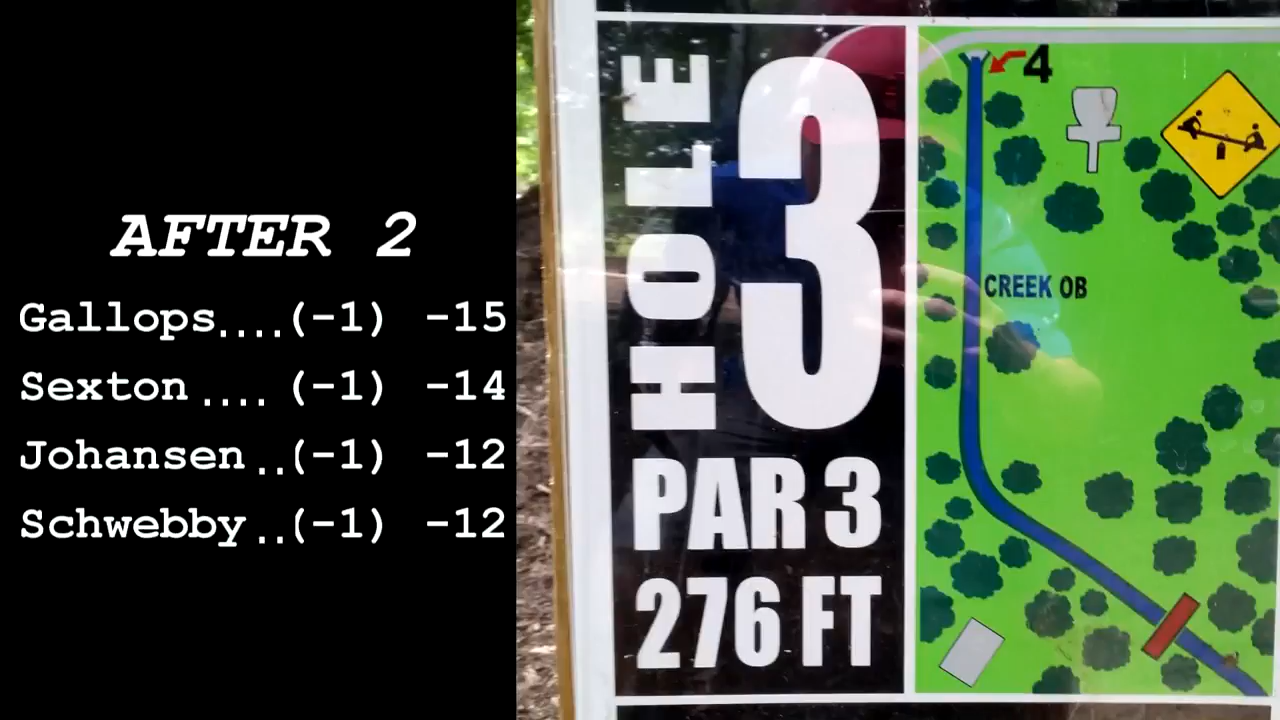 AFTER 2
Gallops....(-1) -15
Sexton .... (-1) -14
Johansen ..(-1) -12
Schwebby ..(-1) -12
HOLE
3
PAR 3
276 FT
4
CREEK OB